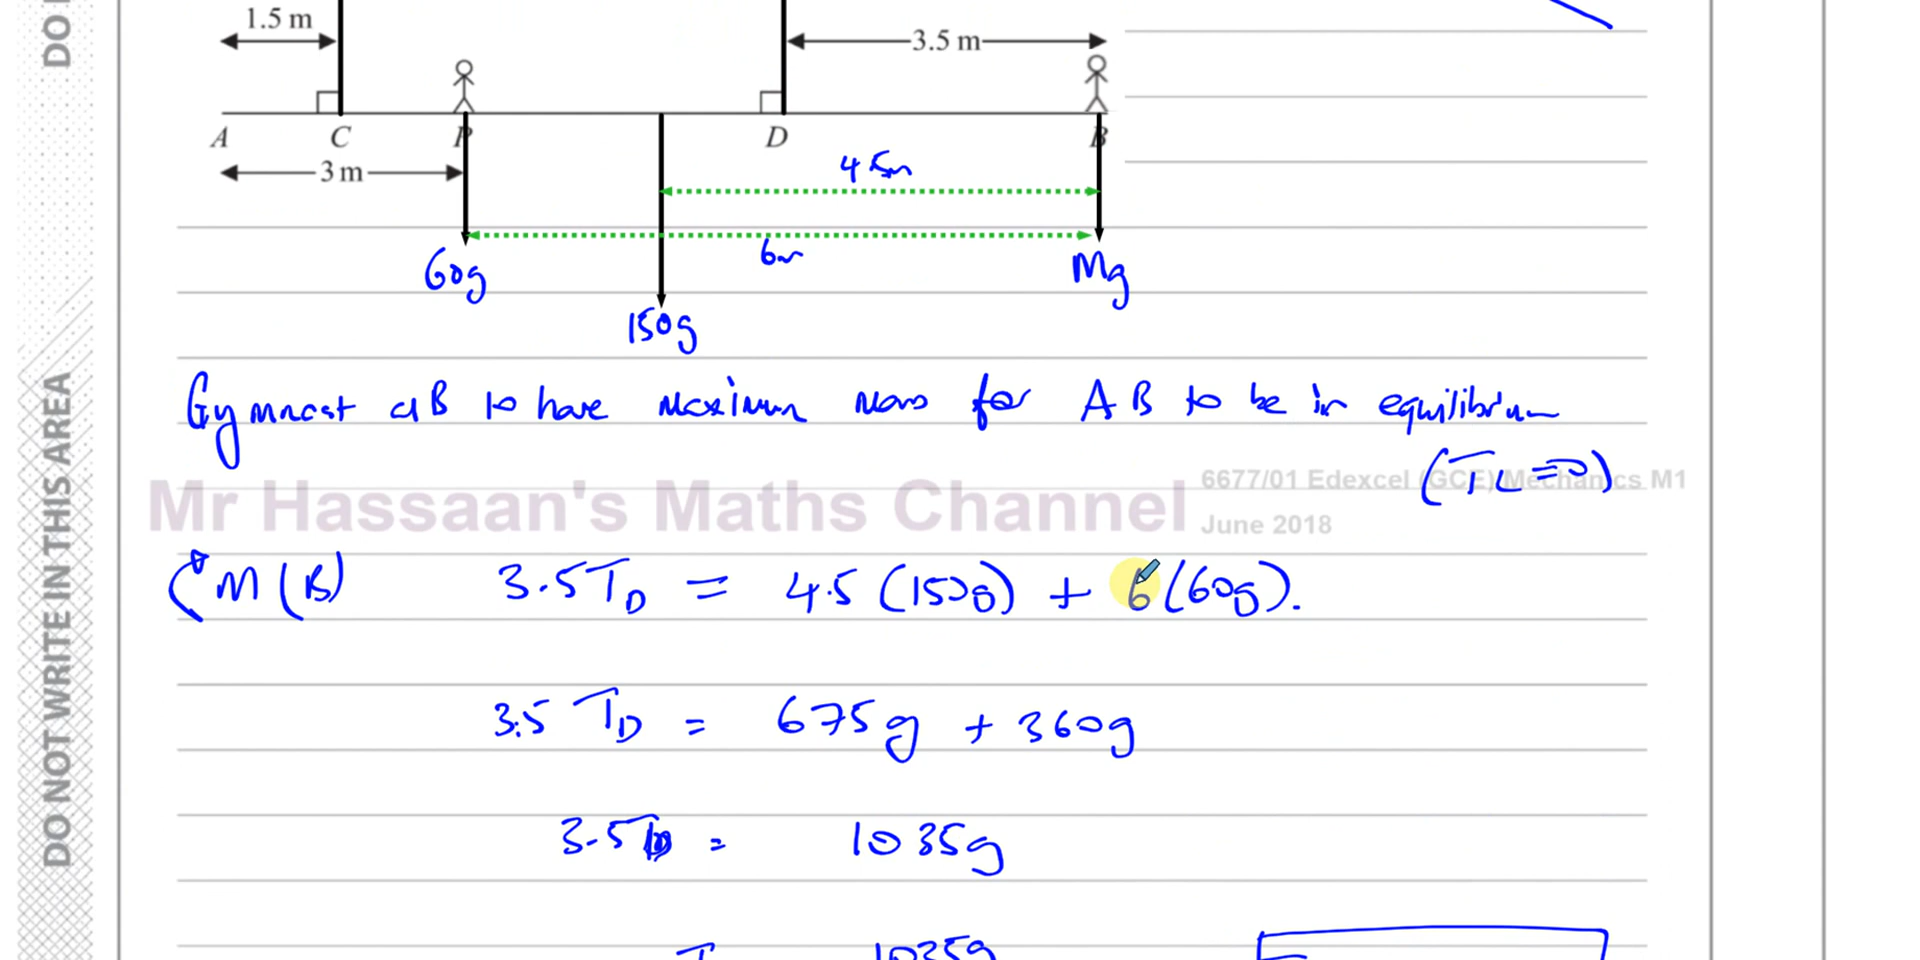 DO
1.5 m
3.5 m
A C P D B
3 m
4.5m
6m
60g
Mg
150g
Gymnast at B to have maximum mass for AB to be in equilibrium
(TC=0)
Mr Hassaan's Maths Channel
6677/01 Edexcel (GCE) Mechanics M1
June 2018
M(B) 3.5TD = 4.5(150g) + 6(60g).
3.5 TD = 675g + 360g
3.5TD = 1035g
T 1035g
DO NOT WRITE IN THIS AREA